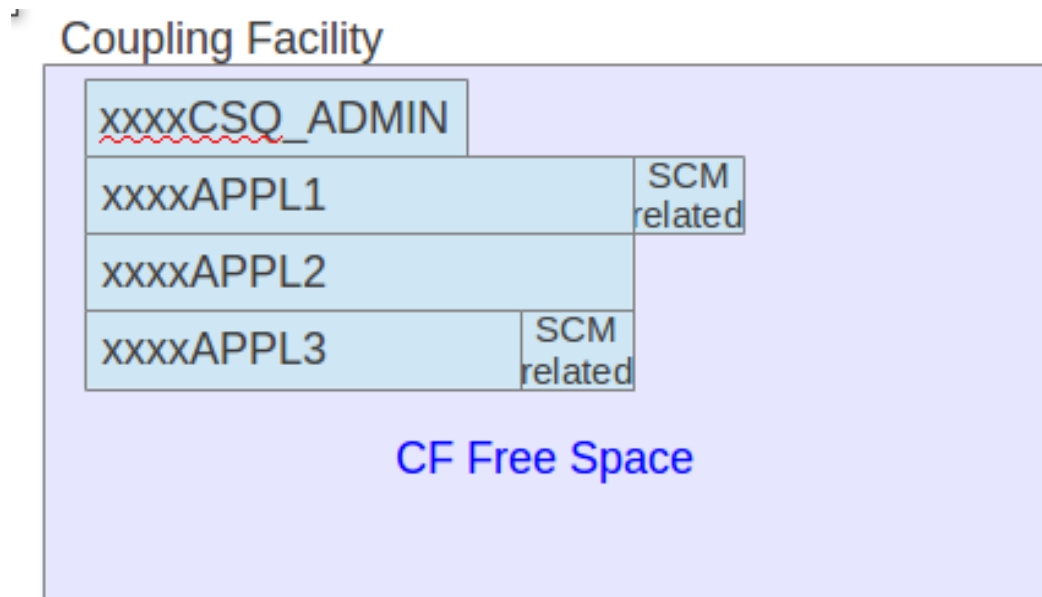 Coupling Facility
xxxxCSQ_ADMIN
xxxxAPPL1
SCM
related
xxxxAPPL2
xxxxAPPL3
SCM
related
CF Free Space